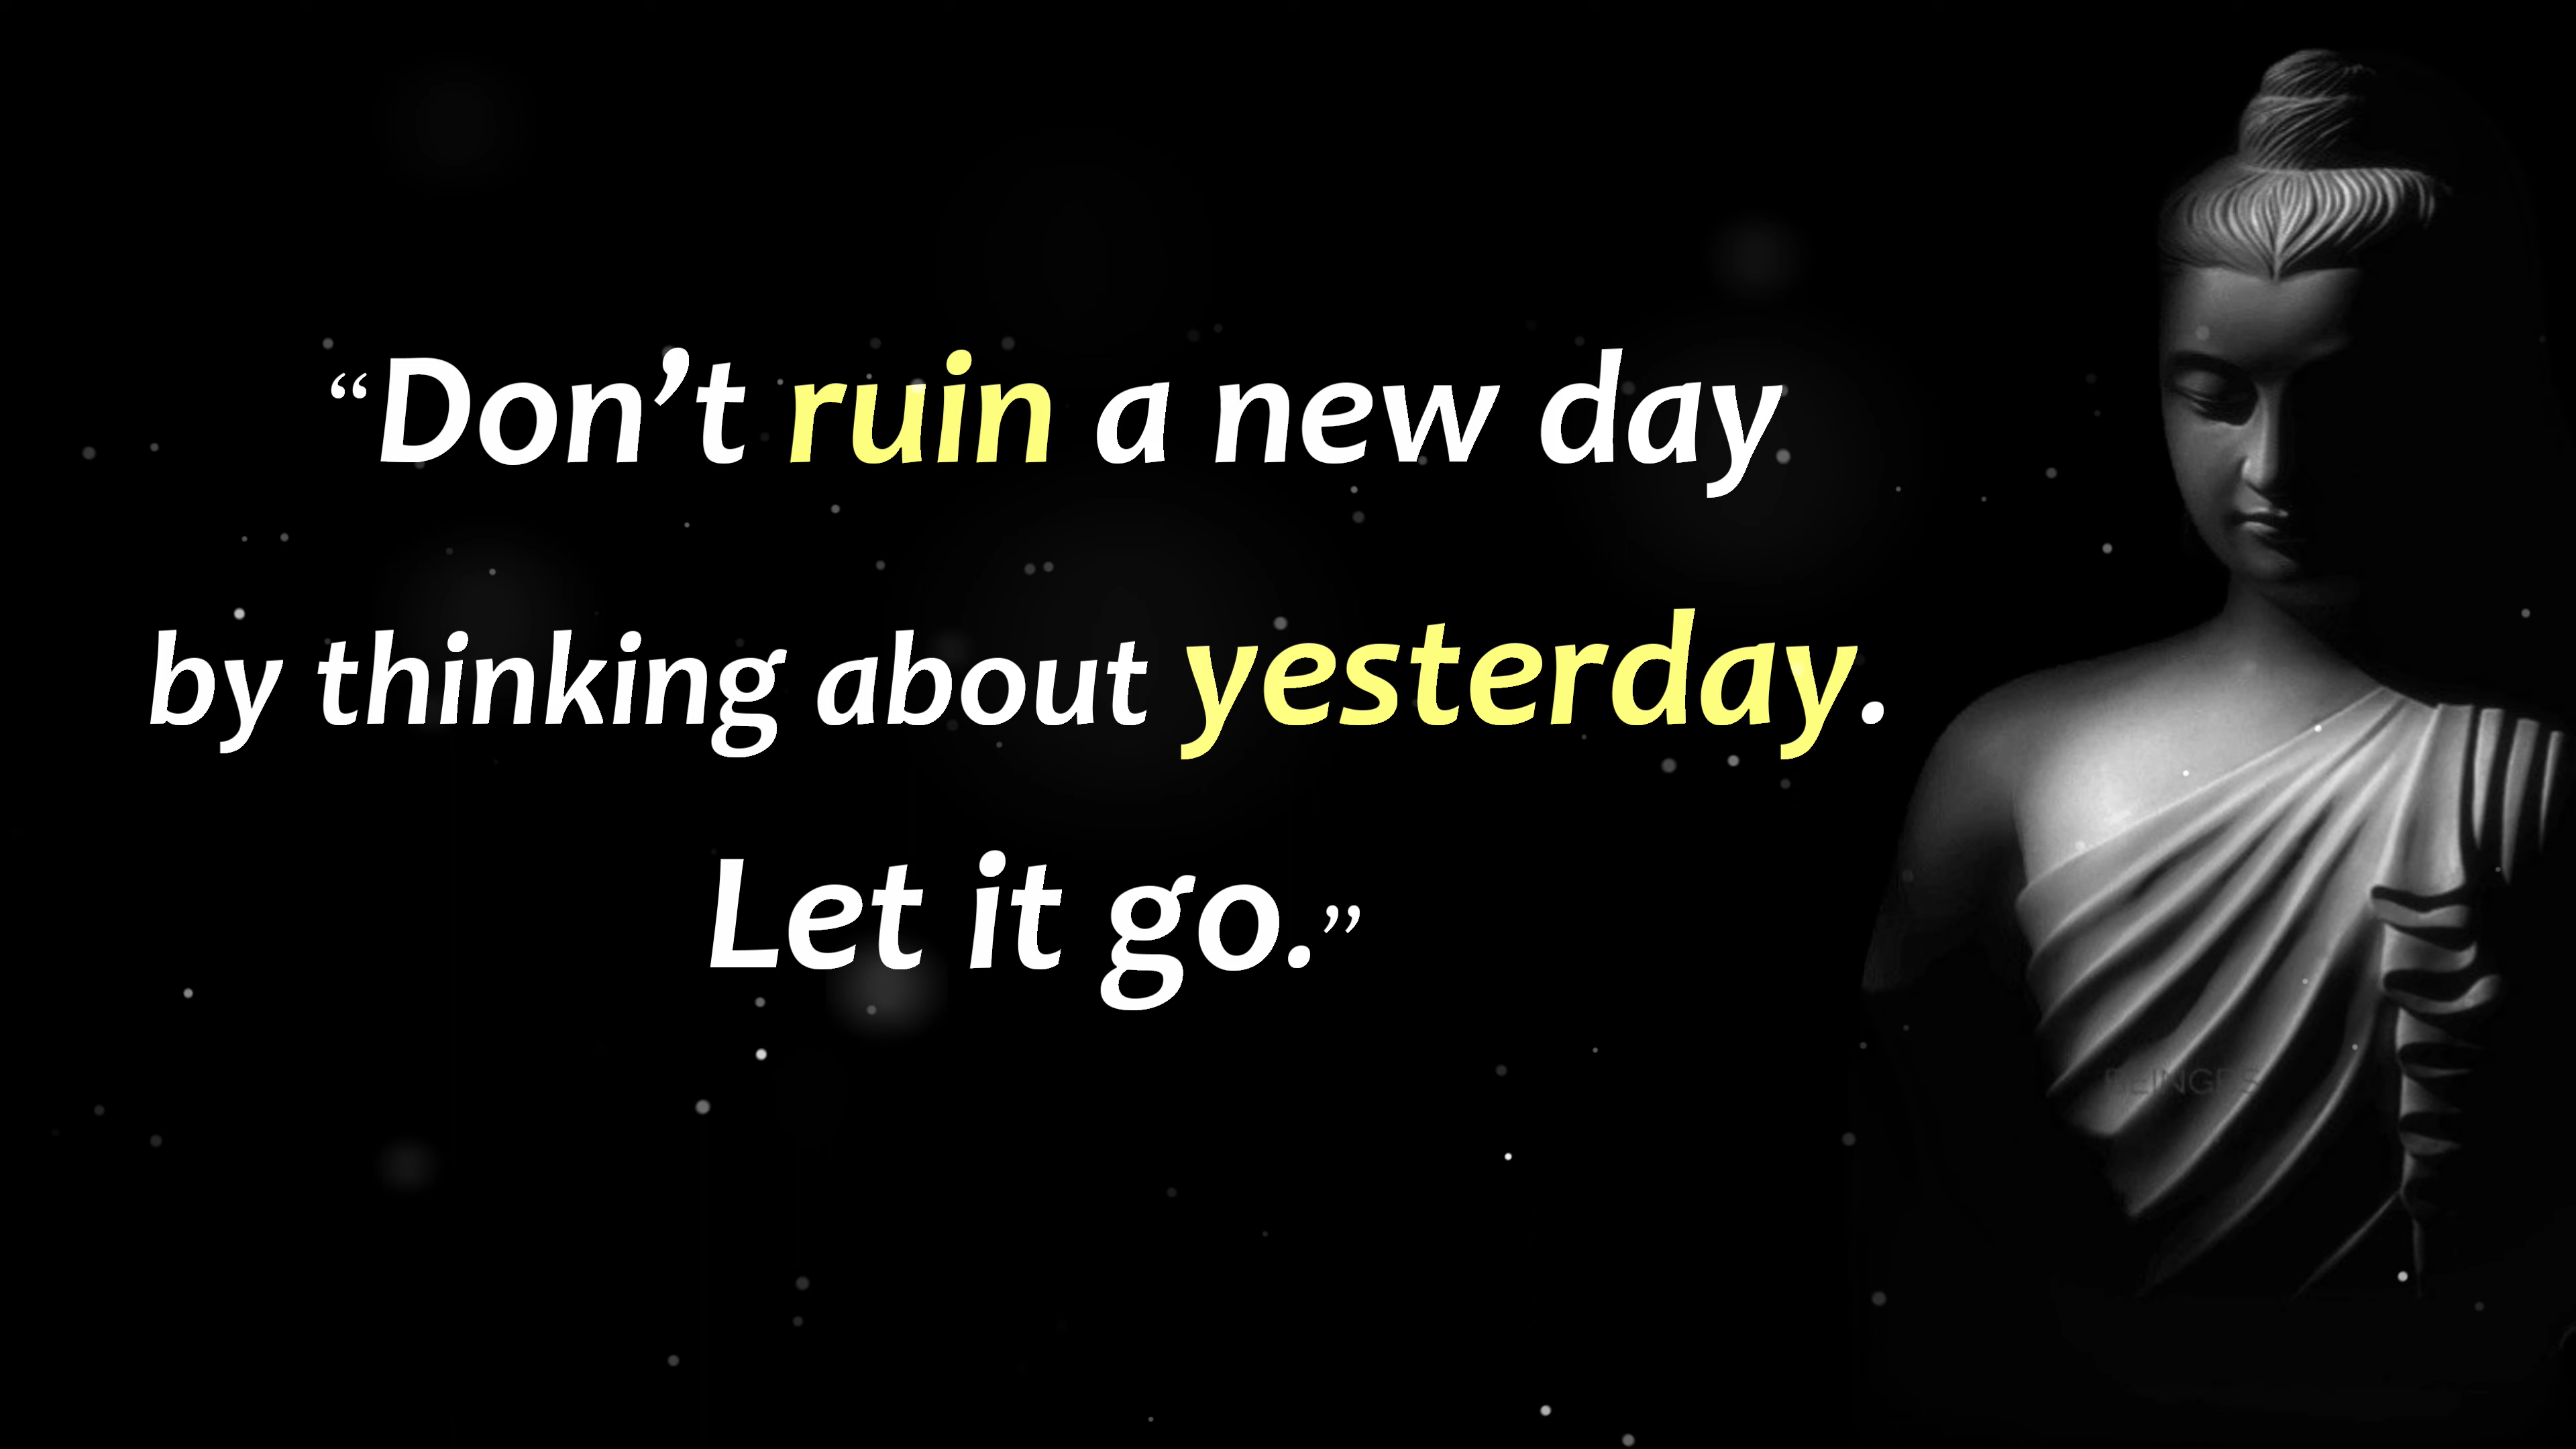 “Don’t ruin a new day
by thinking about yesterday.
Let it go.”